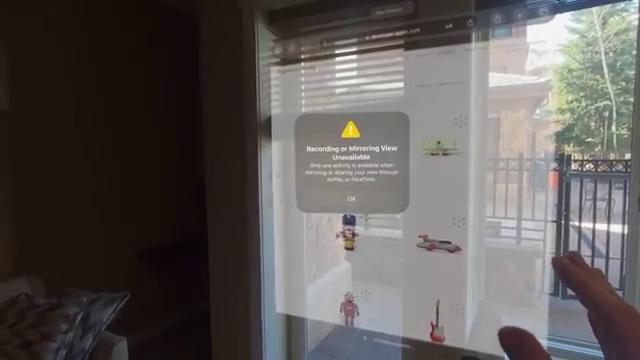 Recording or Mirroring View
Unavailable
Only one activity is available when
mirroring or sharing your view through
AirPlay or FaceTime.
OK